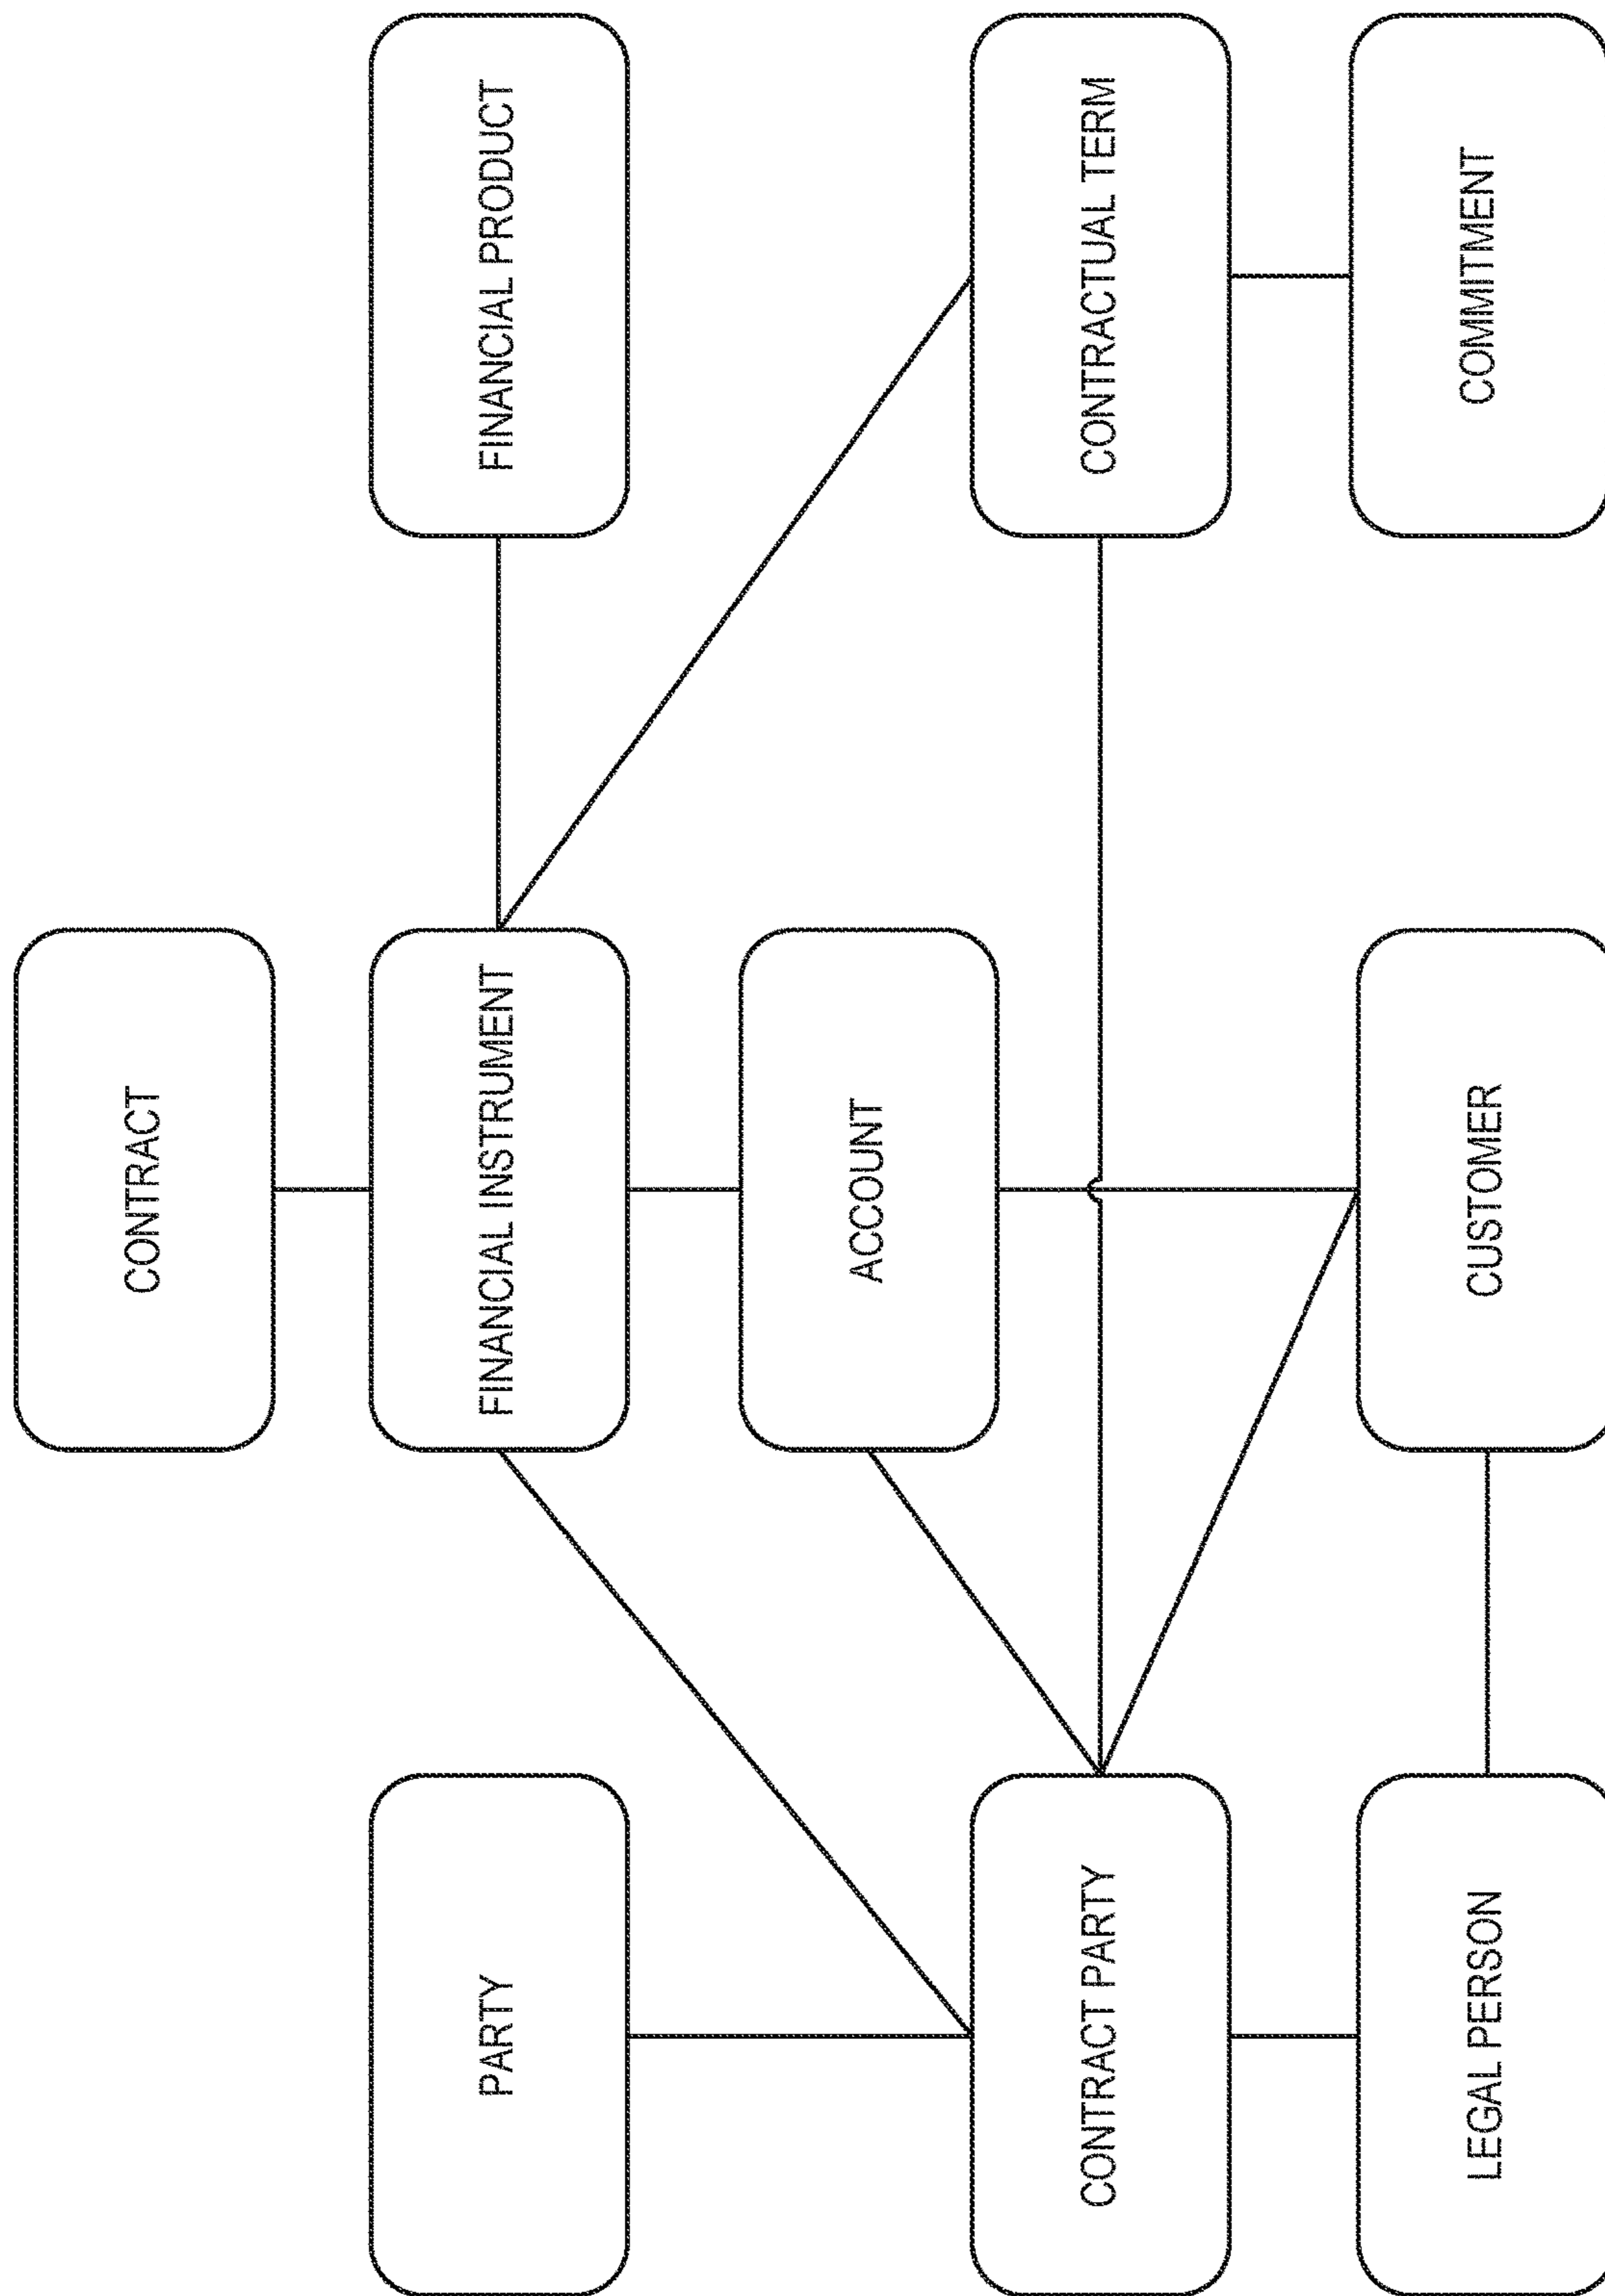 CONTRACT
PARTY
FINANCIAL INSTRUMENT
FINANCIAL PRODUCT
ACCOUNT
CONTRACT PARTY
CONTRACTUAL TERM
LEGAL PERSON
CUSTOMER
COMMITMENT